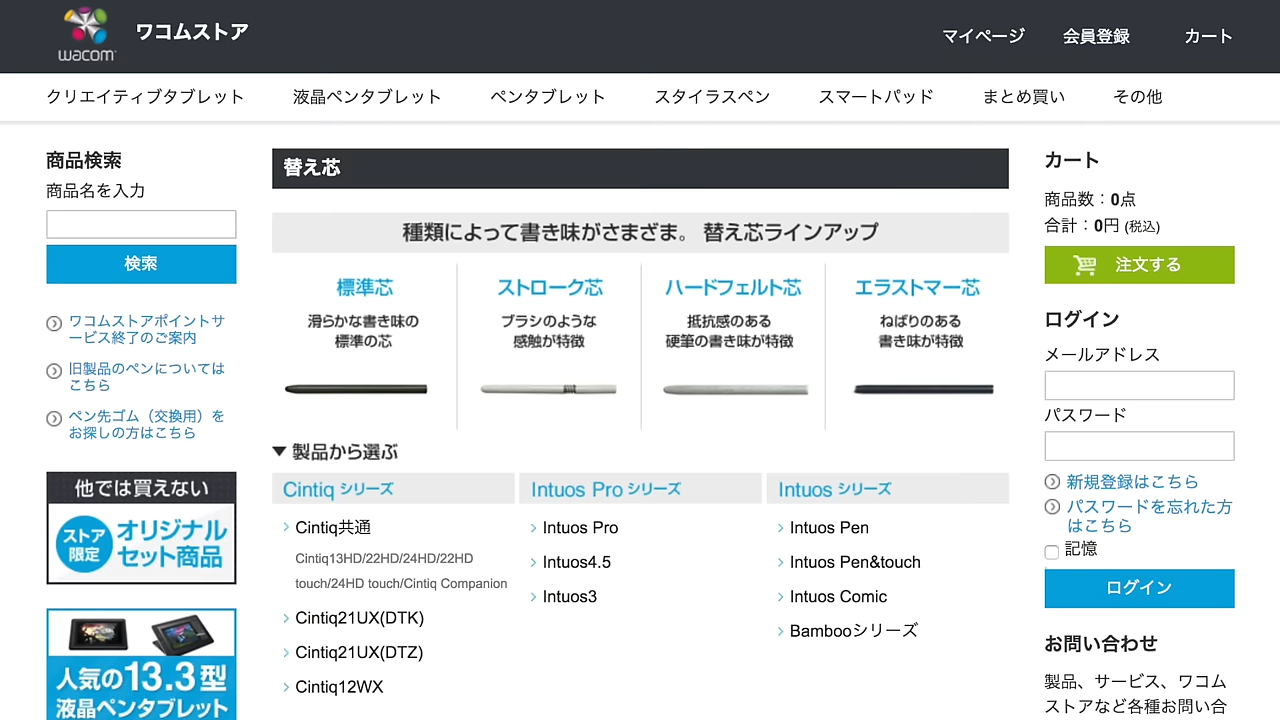 wacom
ワコムストア
マイページ
会員登録
カート
クリエイティブタブレット
液晶ペンタブレット
ペンタブレット
スタイラスペン
スマートパッド
まとめ買い
その他
商品検索
商品名を入力
検索
ワコムストアポイントサ
ービス終了のご案内
旧製品のペンについては
こちら
ペン先ゴム（交換用）を
お探しの方はこちら
他では買えない
ストア
限定
オリジナル
セット商品
人気の13.3型
液晶ペンタブレット
替え芯
種類によって書き味がさまざま。 替え芯ラインアップ
標準芯
滑らかな書き味の
標準の芯
ストローク芯
ブラシのような
感触が特徴
ハードフェルト芯
抵抗感のある
硬筆の書き味が特徴
エラストマー芯
ねばりのある
書き味が特徴
▼製品から選ぶ
Cintiq シリーズ
Cintiq共通
Cintiq13HD/22HD/24HD/22HD
touch/24HD touch/Cintiq Companion
Cintiq21UX(DTK)
Cintiq21UX(DTZ)
Cintiq12WX
Intuos Pro シリーズ
Intuos Pro
Intuos4.5
Intuos3
Intuos シリーズ
Intuos Pen
Intuos Pen&touch
Intuos Comic
Bambooシリーズ
カート
商品数：0点
合計：0円 (税込)
注文する
ログイン
メールアドレス
パスワード
新規登録はこちら
パスワードを忘れた方
はこちら
記憶
ログイン
お問い合わせ
製品、サービス、ワコム
ストアなど各種お問い合